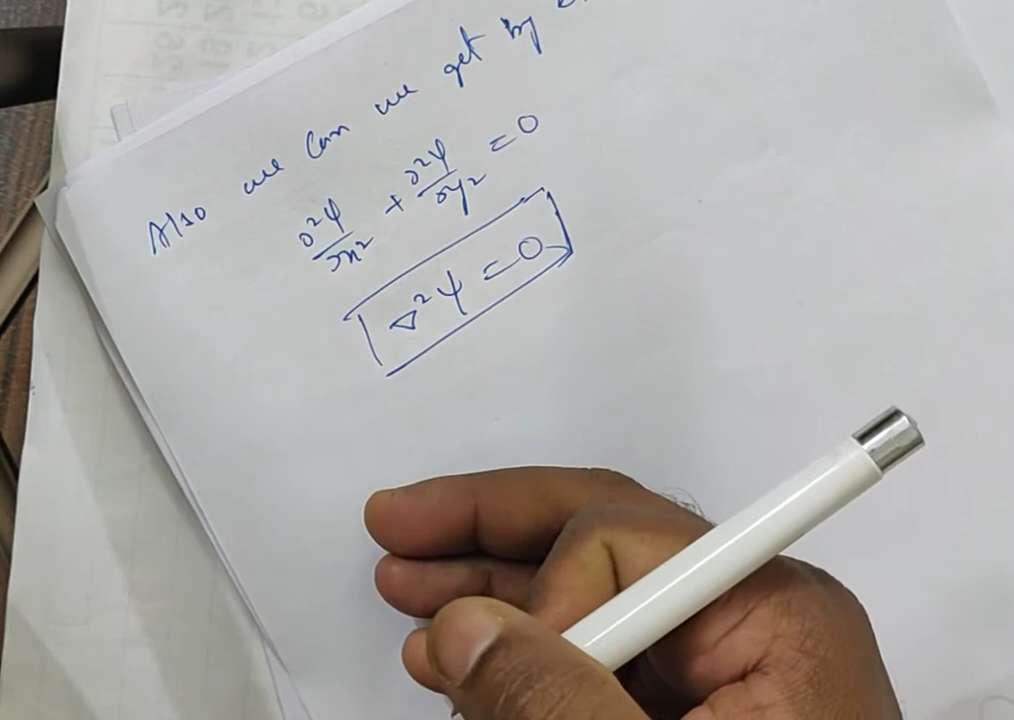 Also we can we get by
∂²ψ/∂x² + ∂²ψ/∂y² = 0
∇²ψ = 0